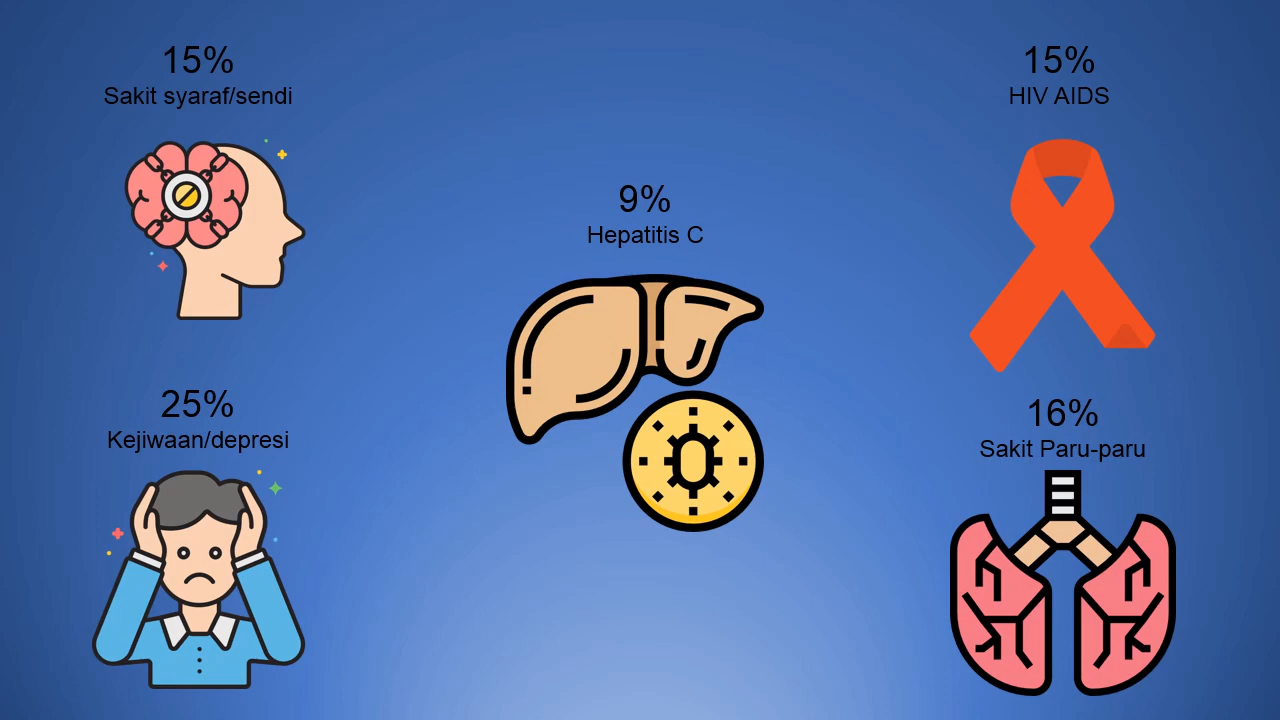 15%
Sakit syaraf/sendi
15%
HIV AIDS
9%
Hepatitis C
25%
Kejiwaan/depresi
16%
Sakit Paru-paru